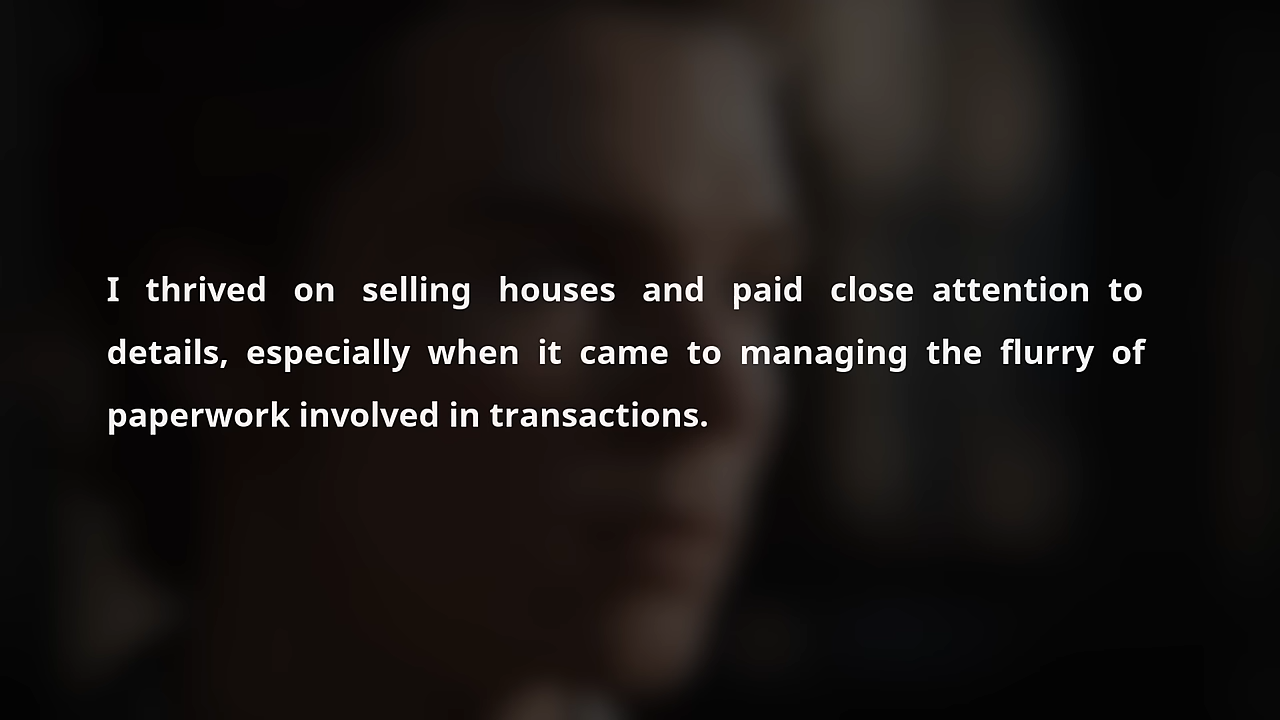 I thrived on selling houses and paid close attention to
details, especially when it came to managing the flurry of
paperwork involved in transactions.